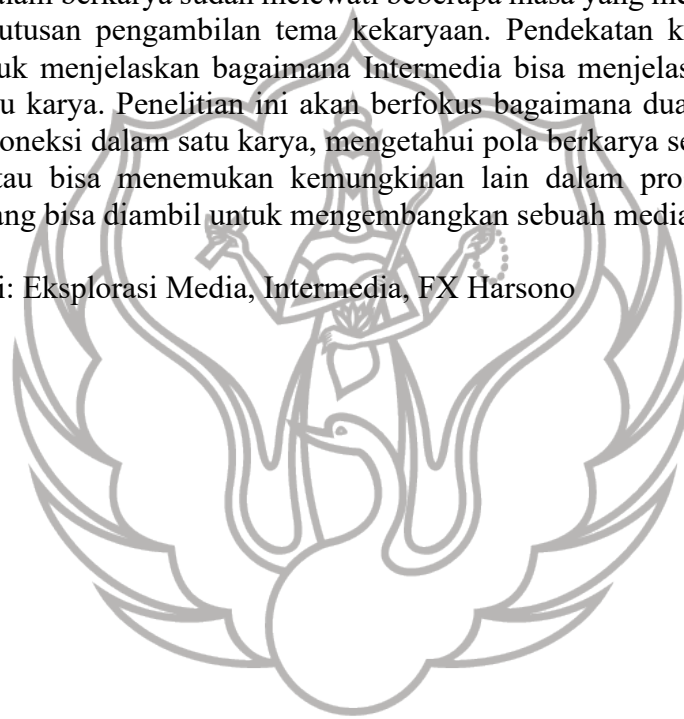 dalam berkarya sudah melewati beberapa masa yang me
utusan pengambilan tema kekaryaan. Pendekatan k
uk menjelaskan bagaimana Intermedia bisa menjelas
u karya. Penelitian ini akan berfokus bagaimana dua
oneksi dalam satu karya, mengetahui pola berkarya se
tau bisa menemukan kemungkinan lain dalam pro
ang bisa diambil untuk mengembangkan sebuah media
i: Eksplorasi Media, Intermedia, FX Harsono